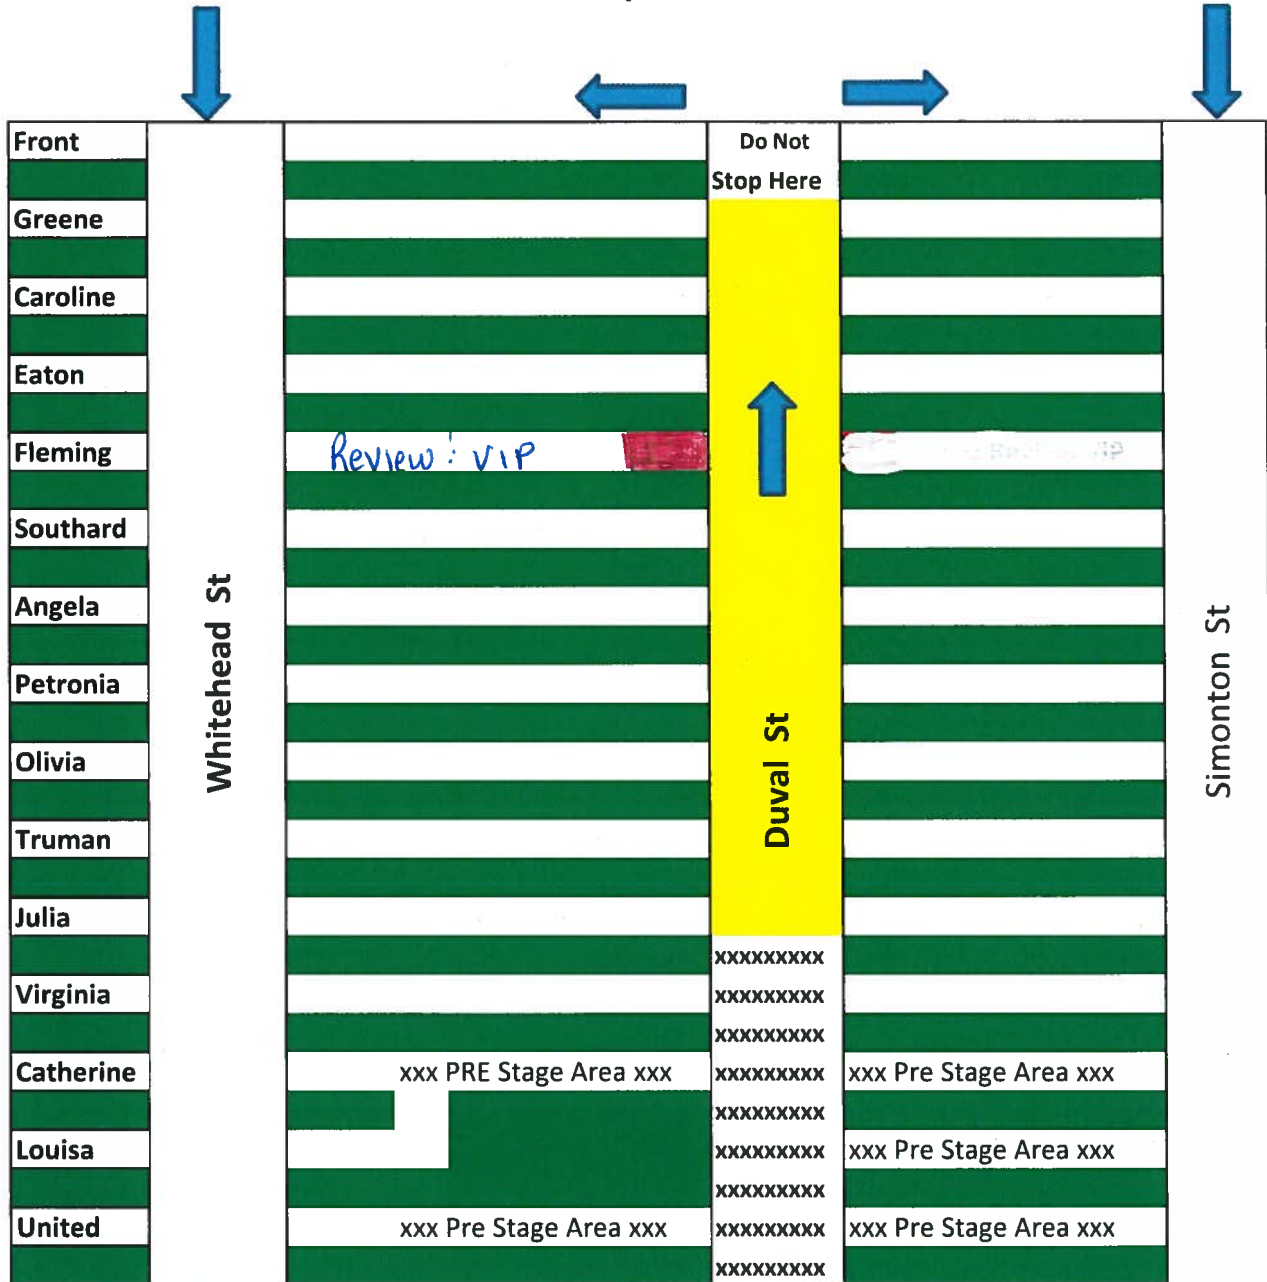 Front Do Not
Stop Here
Greene
Caroline
Eaton
Fleming Review: VIP
Southard
Angela
Petronia
Olivia
Truman
Julia
Whitehead St
Duval St
Simonton St
xxxxxxxxx
Virginia xxxxxxxxx
xxxxxxxxx
Catherine xxx PRE Stage Area xxx xxxxxxxxx xxx Pre Stage Area xxx
xxxxxxxxx
Louisa xxxxxxxxx xxx Pre Stage Area xxx
xxxxxxxxx
United xxx Pre Stage Area xxx xxxxxxxxx xxx Pre Stage Area xxx
xxxxxxxxx